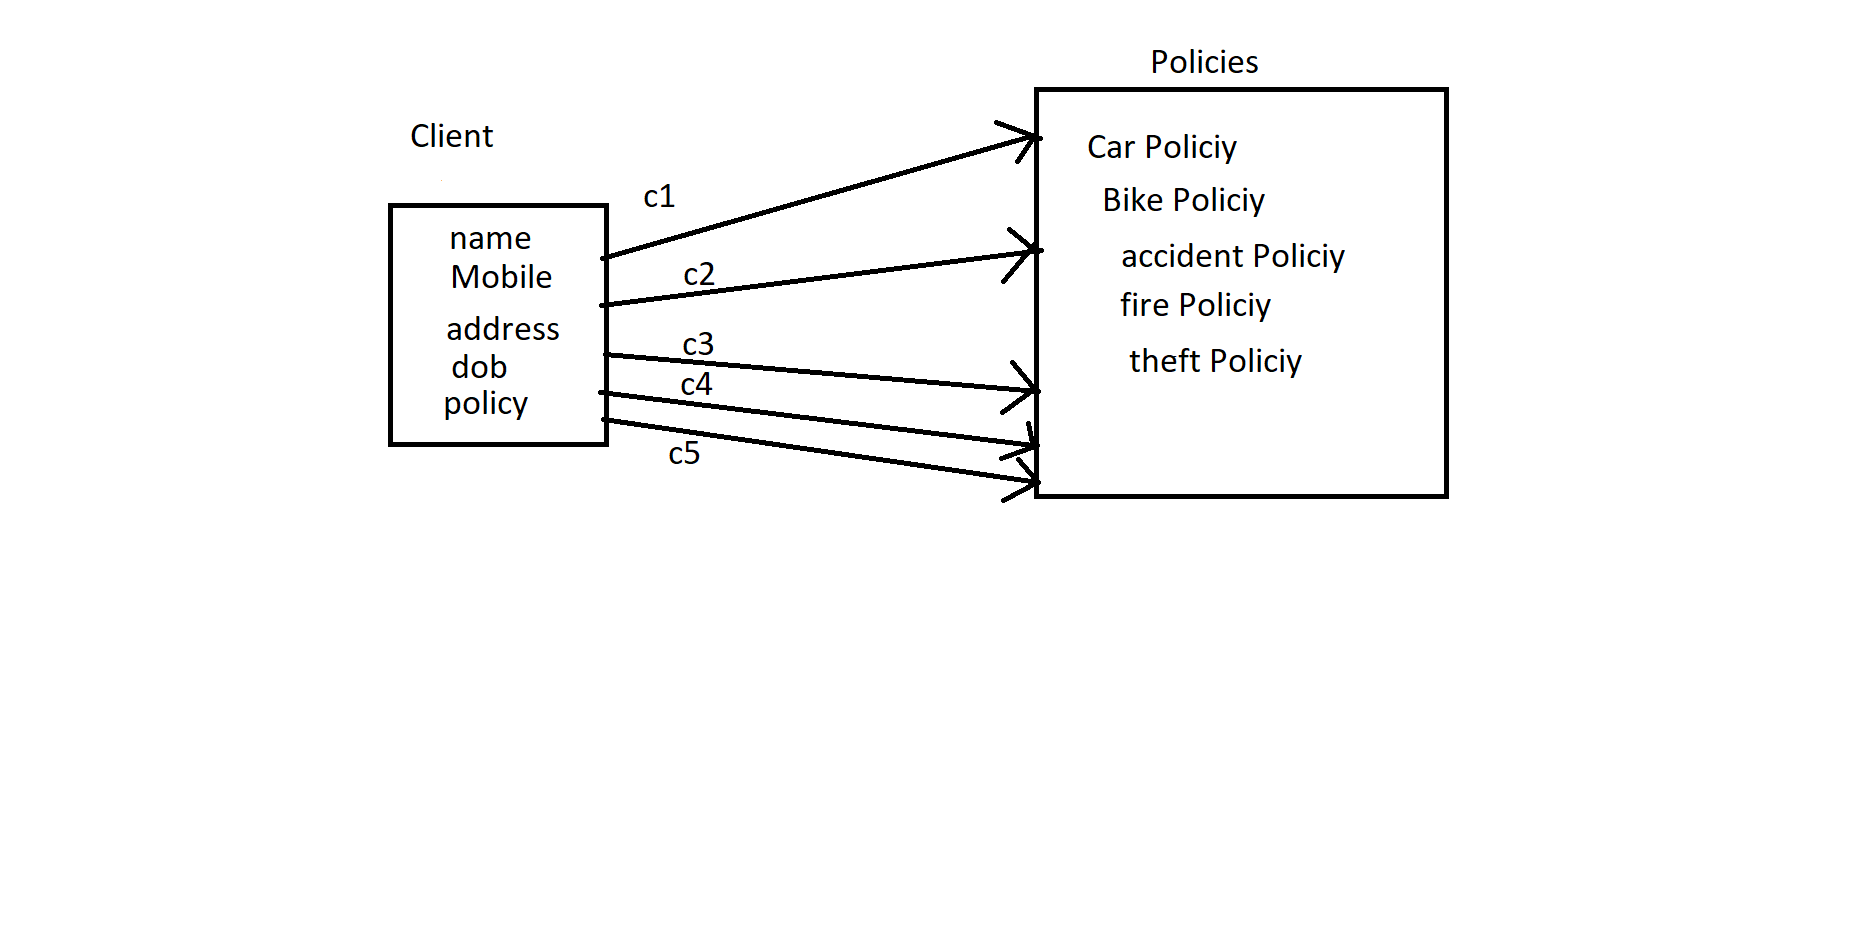 Client
name
Mobile
address
dob
policy
c1
c2
c3
c4
c5
Policies
Car Policiy
Bike Policiy
accident Policiy
fire Policiy
theft Policiy